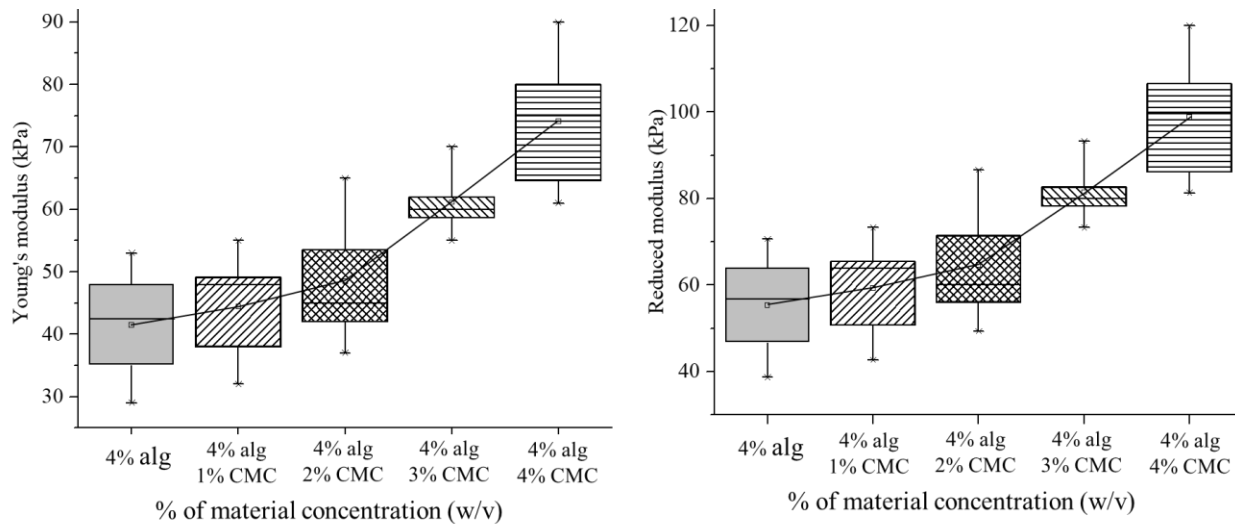 90
80
70
60
50
40
30
Young's modulus (kPa)
4% alg
4% alg
1% CMC
4% alg
2% CMC
4% alg
3% CMC
4% alg
4% CMC
% of material concentration (w/v)
120
100
80
60
40
Reduced modulus (kPa)
4% alg
4% alg
1% CMC
4% alg
2% CMC
4% alg
3% CMC
4% alg
4% CMC
% of material concentration (w/v)